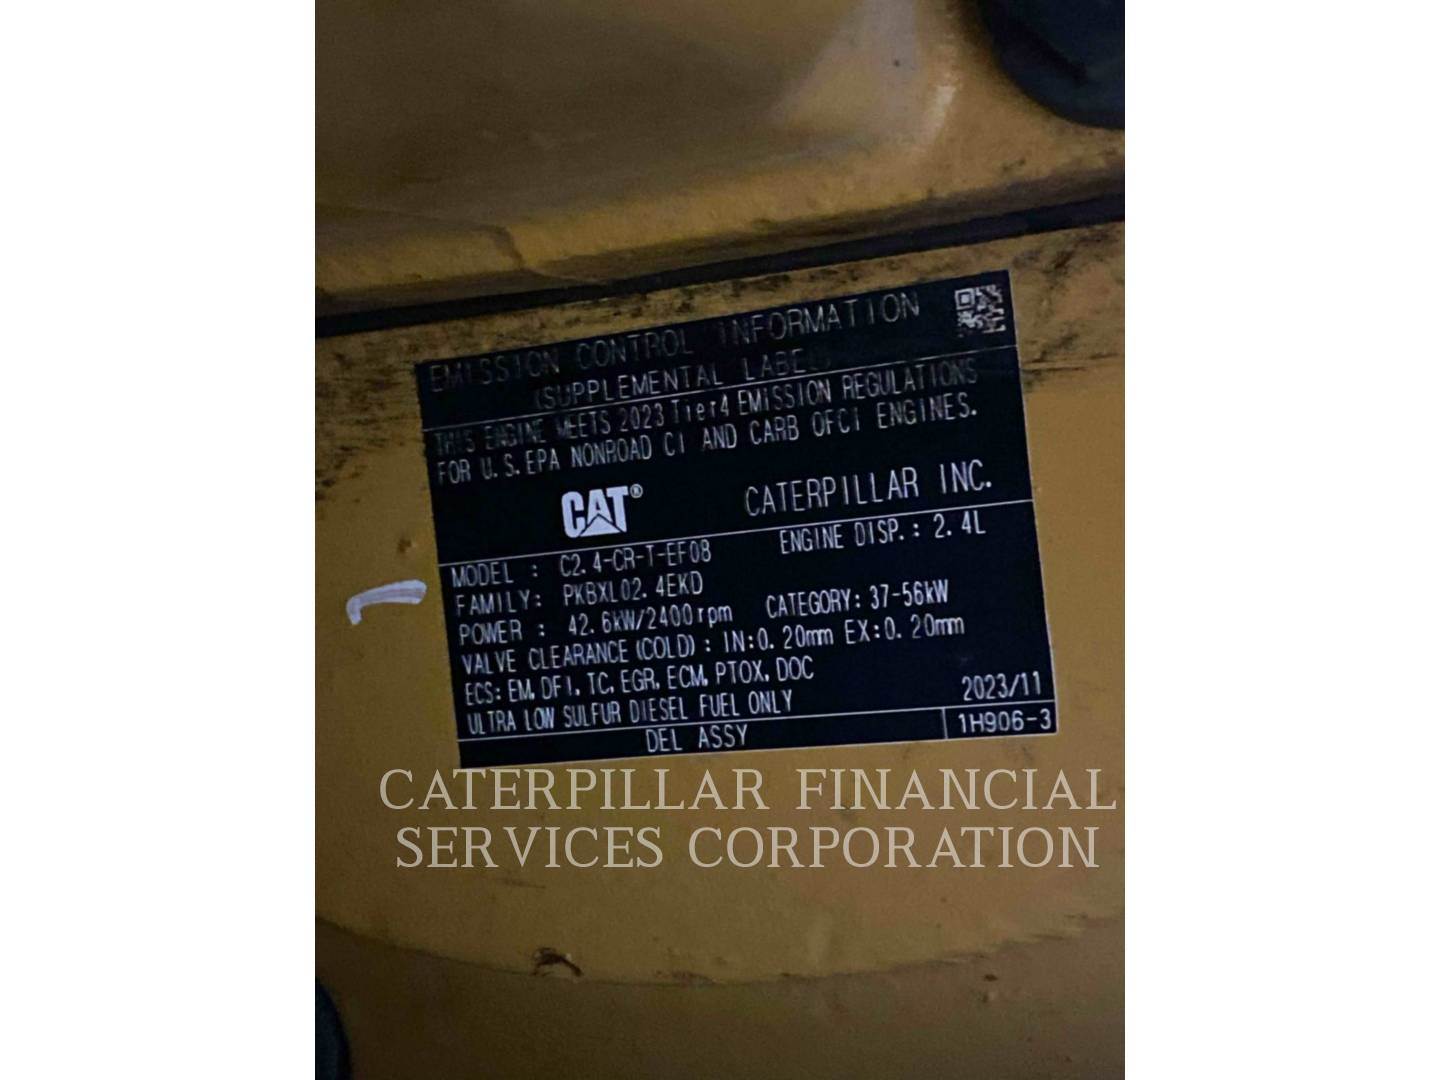 EMISSION CONTROL INFORMATION
(SUPPLEMENTAL LABEL)
THIS ENGINE MEETS 2023 Tier4 EMISSION REGULATIONS
FOR U.S. EPA NONROAD CI AND CARB OFCI ENGINES.
CAT® CATERPILLAR INC.
MODEL : C2.4-CR-T-EF08 ENGINE DISP.: 2.4L
FAMILY: PKBXL02.4EKD
POWER : 42.6kW/2400rpm CATEGORY: 37-56kW
VALVE CLEARANCE (COLD) : IN:0.20mm EX:0.20mm
ECS: EM, DFI, TC, EGR, ECM, PTOX, DOC
ULTRA LOW SULFUR DIESEL FUEL ONLY 2023/11
DEL ASSY 1H906-3
CATERPILLAR FINANCIAL
SERVICES CORPORATION